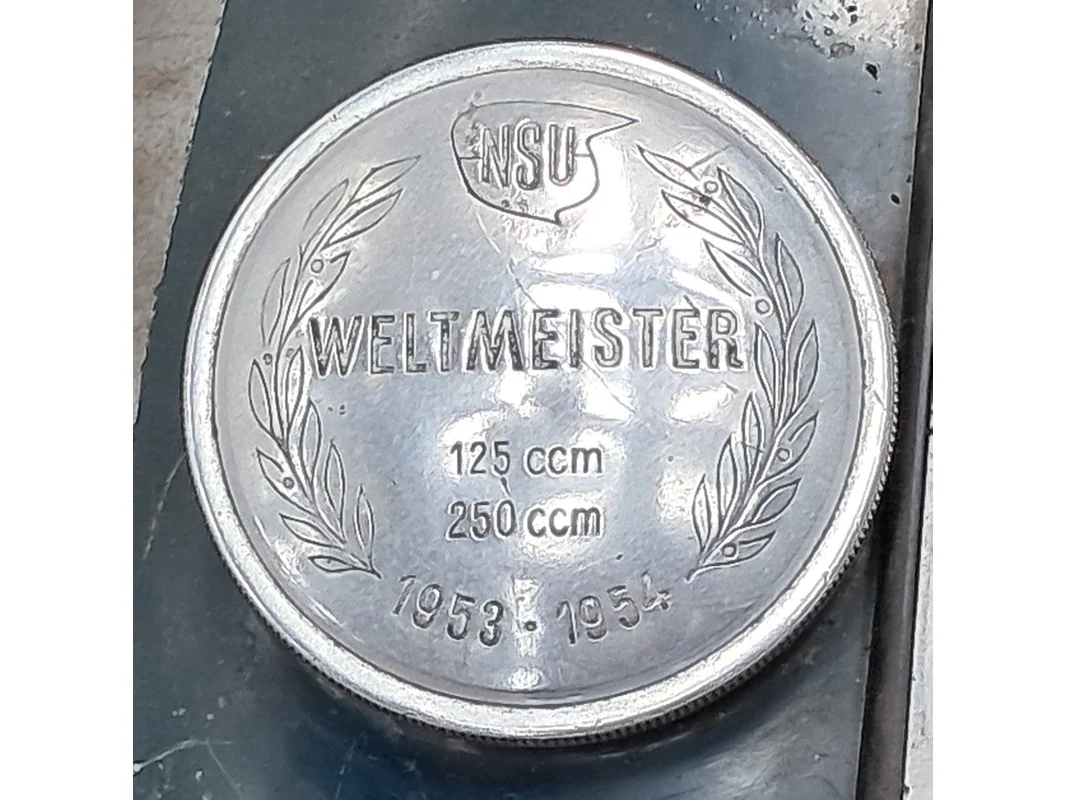 NSU
WELTMEISTER
125 ccm
250 ccm
1953 · 1954